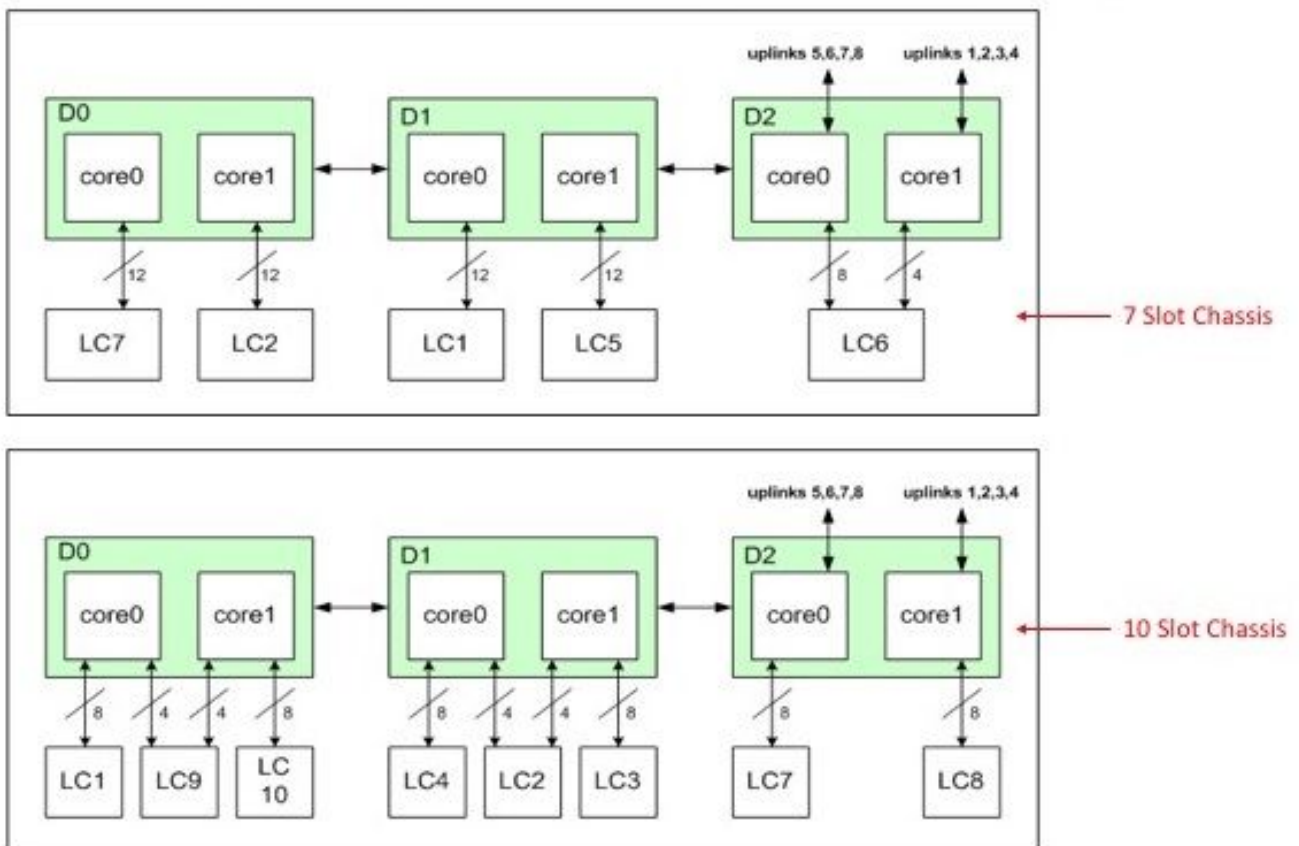 uplinks 5,6,7,8 uplinks 1,2,3,4
D0 D1 D2
core0 core1 core0 core1 core0 core1
12 12 12 12 8 4
7 Slot Chassis
LC7 LC2 LC1 LC5 LC6
uplinks 5,6,7,8 uplinks 1,2,3,4
D0 D1 D2
core0 core1 core0 core1 core0 core1
10 Slot Chassis
8 4 4 8 8 4 4 8 8 8
LC1 LC9 LC
10 LC4 LC2 LC3 LC7 LC8